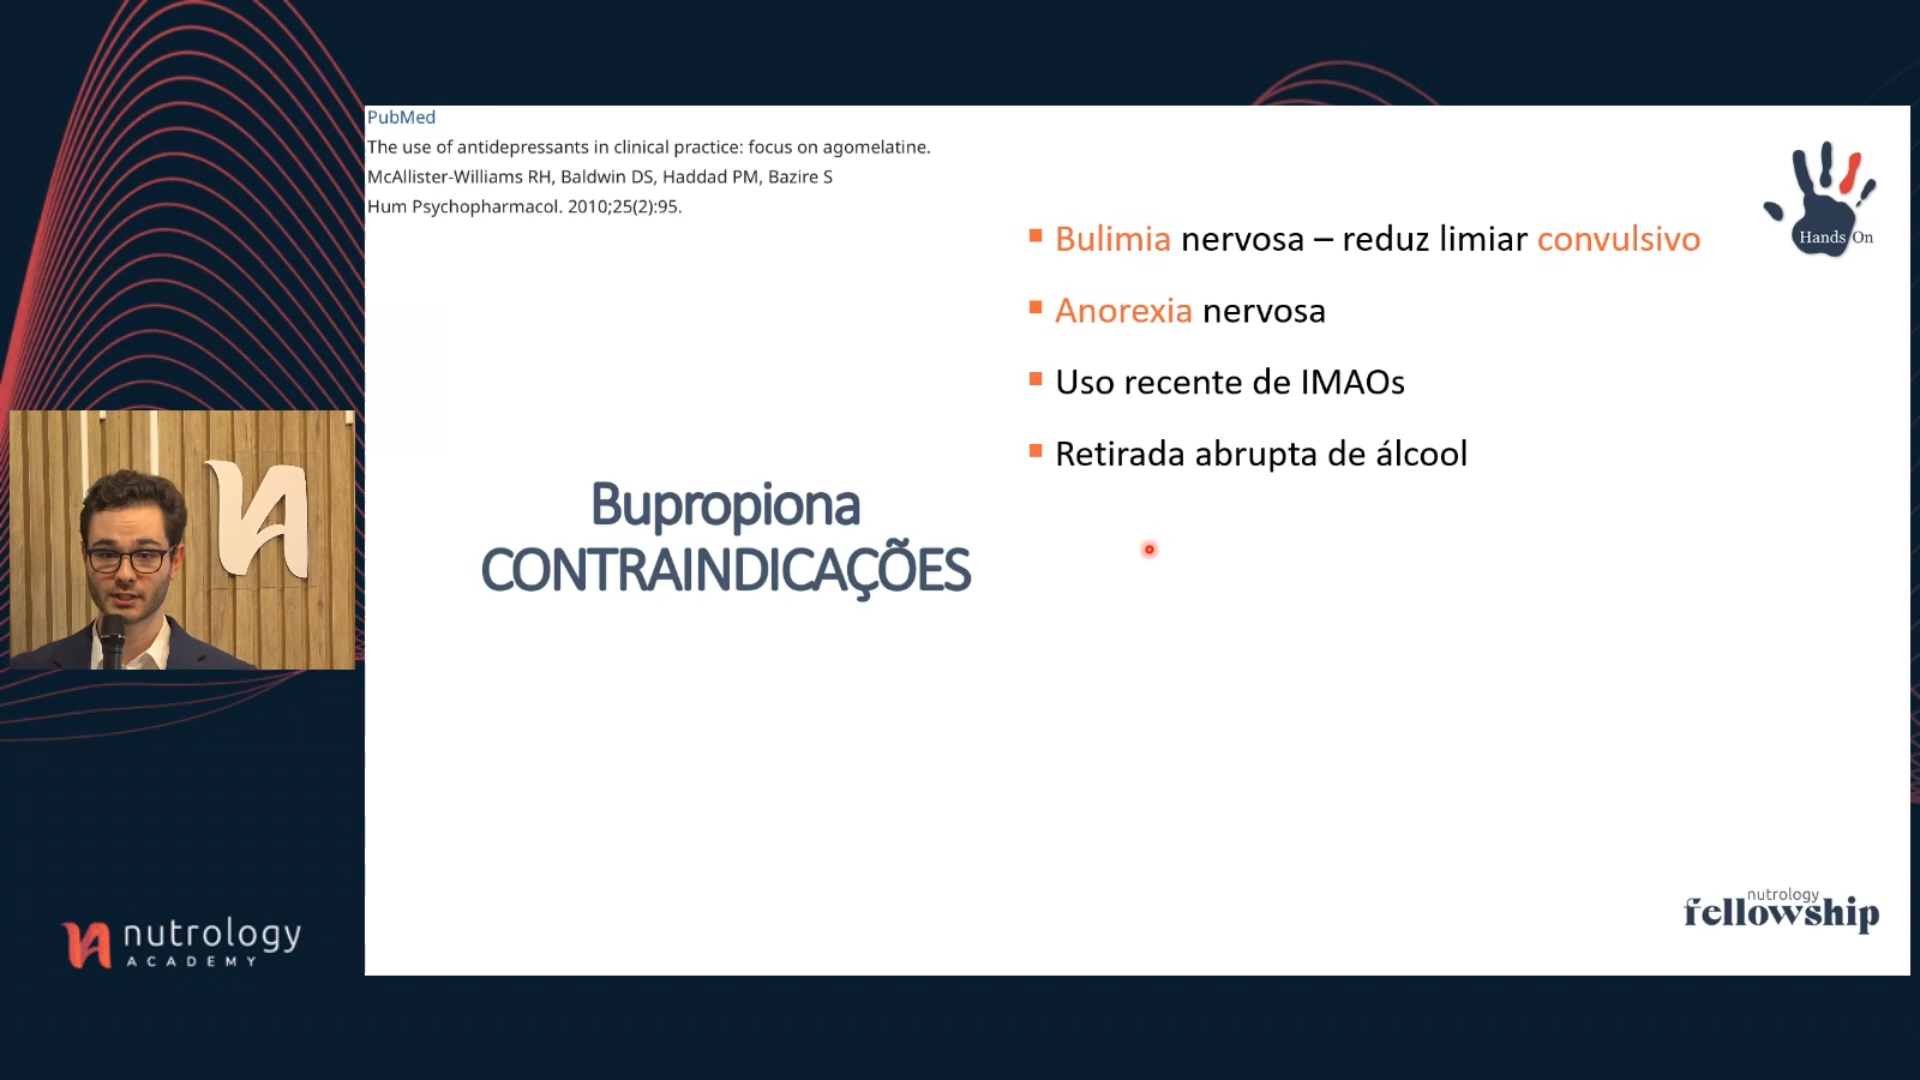 PubMed
The use of antidepressants in clinical practice: focus on agomelatine.
McAllister-Williams RH, Baldwin DS, Haddad PM, Bazire S
Hum Psychopharmacol. 2010;25(2):95.
Bupropiona
CONTRAINDICAÇÕES
Bulimia nervosa – reduz limiar convulsivo
Anorexia nervosa
Uso recente de IMAOs
Retirada abrupta de álcool
Hands On
nutrology
ACADEMY
nutrology
fellowship